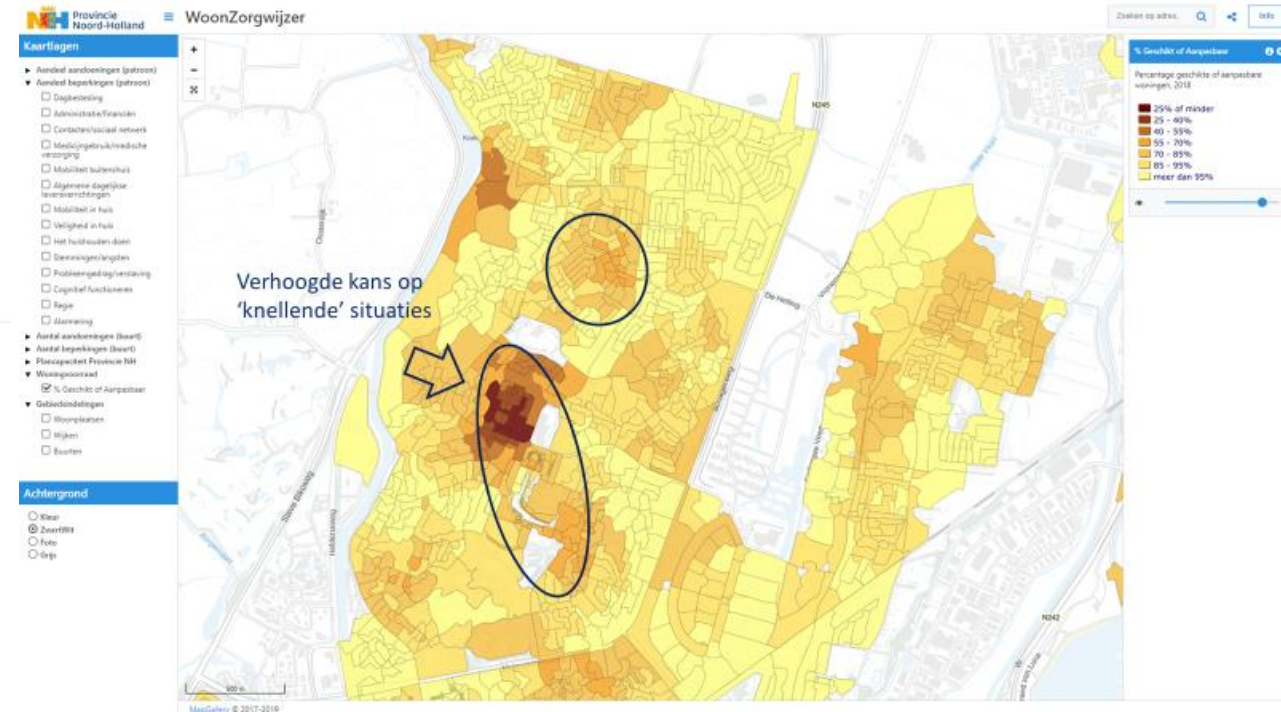 Provincie
Noord-Holland
WoonZorgwijzer
Zoeken op adres.
Info
Kaartlagen
Aandeel aandoeningen (patroon)
Aandeel beperkingen (patroon)
Dagbesteding
Administratie/financiën
Contacten/sociaal netwerk
Medicijngebruik/medische
verzorging
Mobiliteit buitenshuis
Algemene dagelijkse
levensverrichtingen
Mobiliteit in huis
Veiligheid in huis
Het huishouden doen
Stemmingen/angsten
Probleemgedrag/verslaving
Cognitief functioneren
Regie
Alarmering
Aantal aandoeningen (buurt)
Aantal beperkingen (buurt)
Plancapaciteit Provincie NH
Woningvoorraad
% Geschikt of Aanpasbaar
Gebiedsindelingen
Woonplaatsen
Wijken
Buurten
Achtergrond
Kleur
ZwartWit
Foto
Grijs
Verhoogde kans op
‘knellende’ situaties
N245
De Helling
N242
500 m
MapGallery © 2017-2019
% Geschikt of Aanpasbaar
Percentage geschikte of aanpasbare
woningen, 2018
25% of minder
25 - 40%
40 - 55%
55 - 70%
70 - 85%
85 - 95%
meer dan 95%